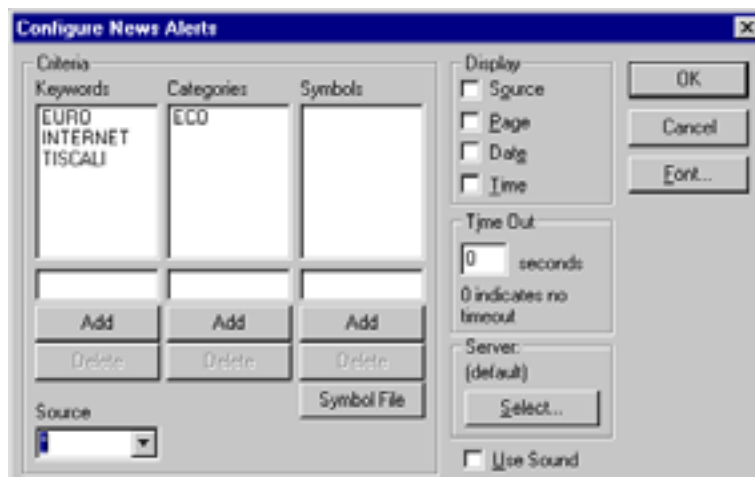 Configure News Alerts
Criteria
Keywords
EURO
INTERNET
TISCALI
Add
Delete
Categories
ECO
Add
Delete
Symbols
Add
Delete
Symbol File
Source
*
Display
Source
Page
Date
Time
Time Out
0 seconds
0 indicates no
timeout
Server:
(default)
Select...
Use Sound
OK
Cancel
Font...